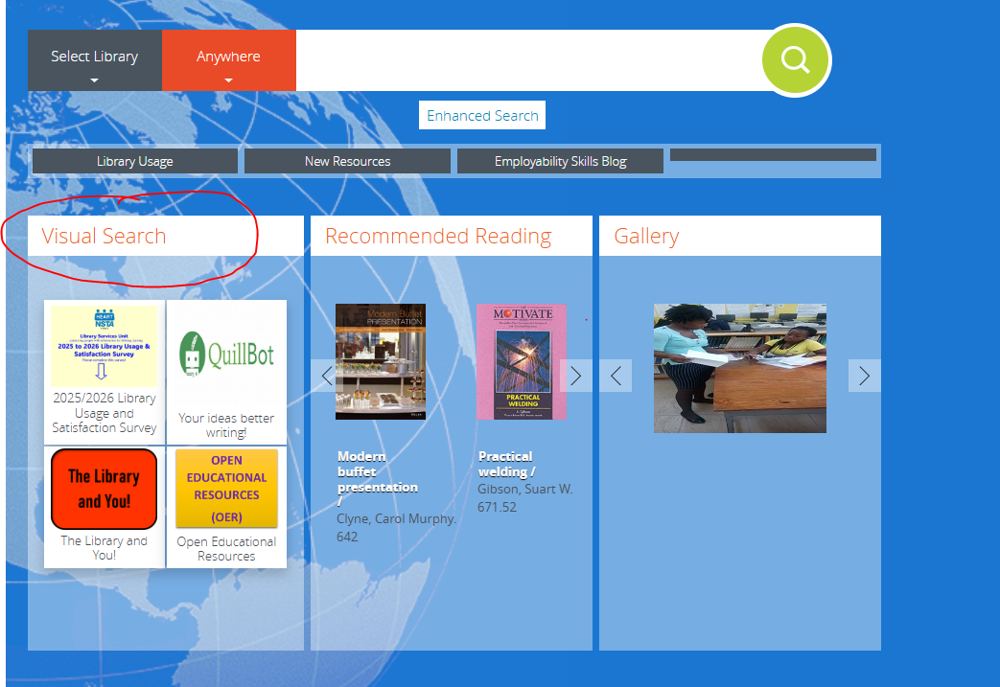 Select Library
Anywhere
Enhanced Search
Library Usage
New Resources
Employability Skills Blog
Visual Search
Recommended Reading
Gallery
HEART
NSTA
Library Services Unit
2025 to 2026 Library Usage &
Satisfaction Survey
2025/2026 Library
Usage and
Satisfaction Survey
QuillBot
Your ideas better
writing!
The Library
and You!
The Library and
You!
OPEN
EDUCATIONAL
RESOURCES
(OER)
Open Educational
Resources
Modern Buffet
PRESENTATION
Modern
buffet
presentation
/
Clyne, Carol Murphy.
642
MOTIVATE
PRACTICAL
WELDING
Practical
welding /
Gibson, Suart W.
671.52